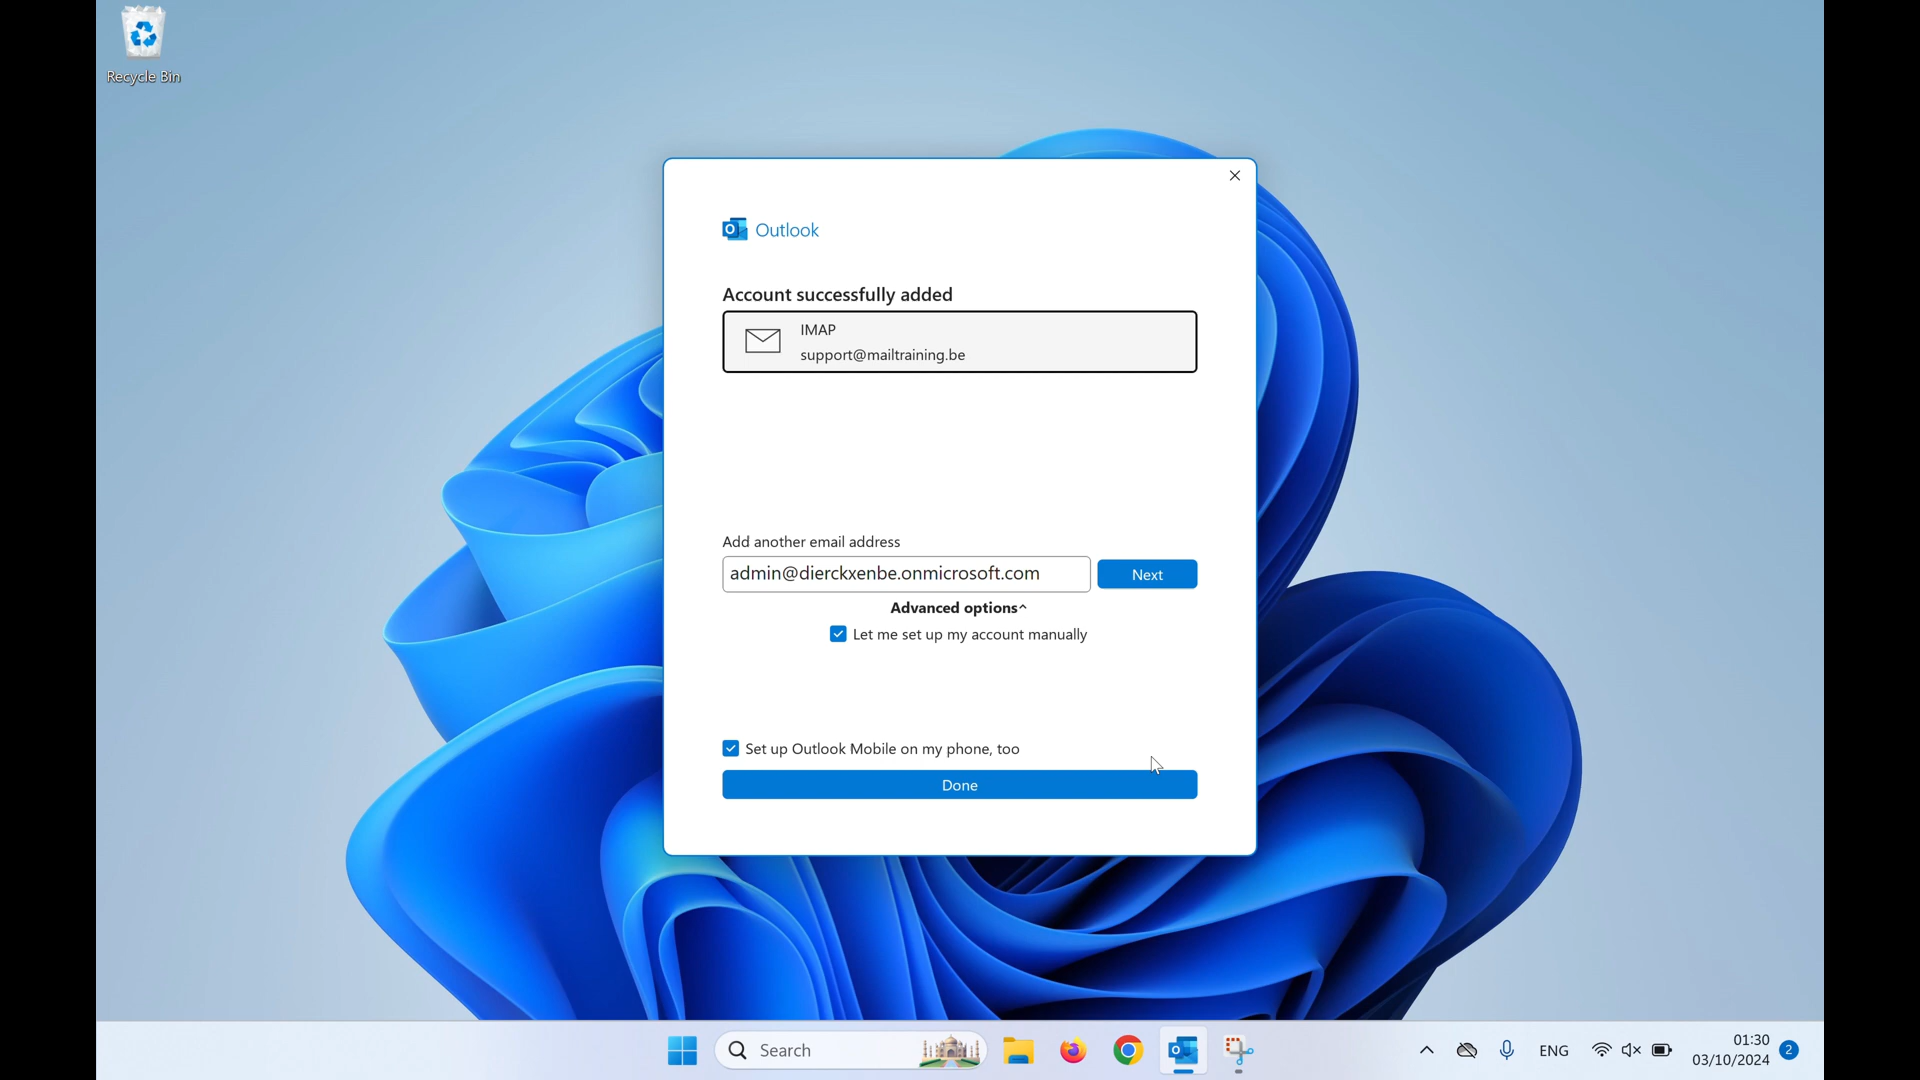 Recycle Bin
Outlook
Account successfully added
IMAP
support@mailtraining.be
Add another email address
admin@dierckxenbe.onmicrosoft.com
Next
Advanced options^
Let me set up my account manually
Set up Outlook Mobile on my phone, too
Done
Search
ENG
01:30
03/10/2024
2